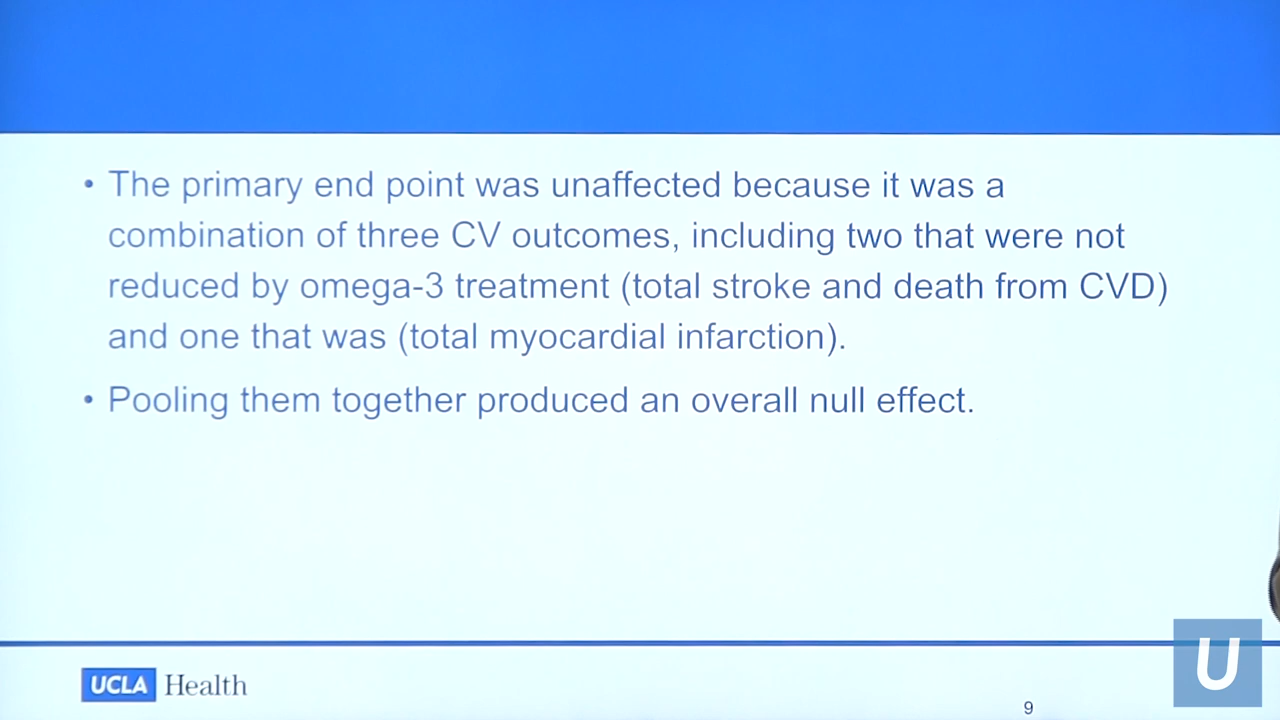 • The primary end point was unaffected because it was a
combination of three CV outcomes, including two that were not
reduced by omega-3 treatment (total stroke and death from CVD)
and one that was (total myocardial infarction).
• Pooling them together produced an overall null effect.
UCLA Health
9
U